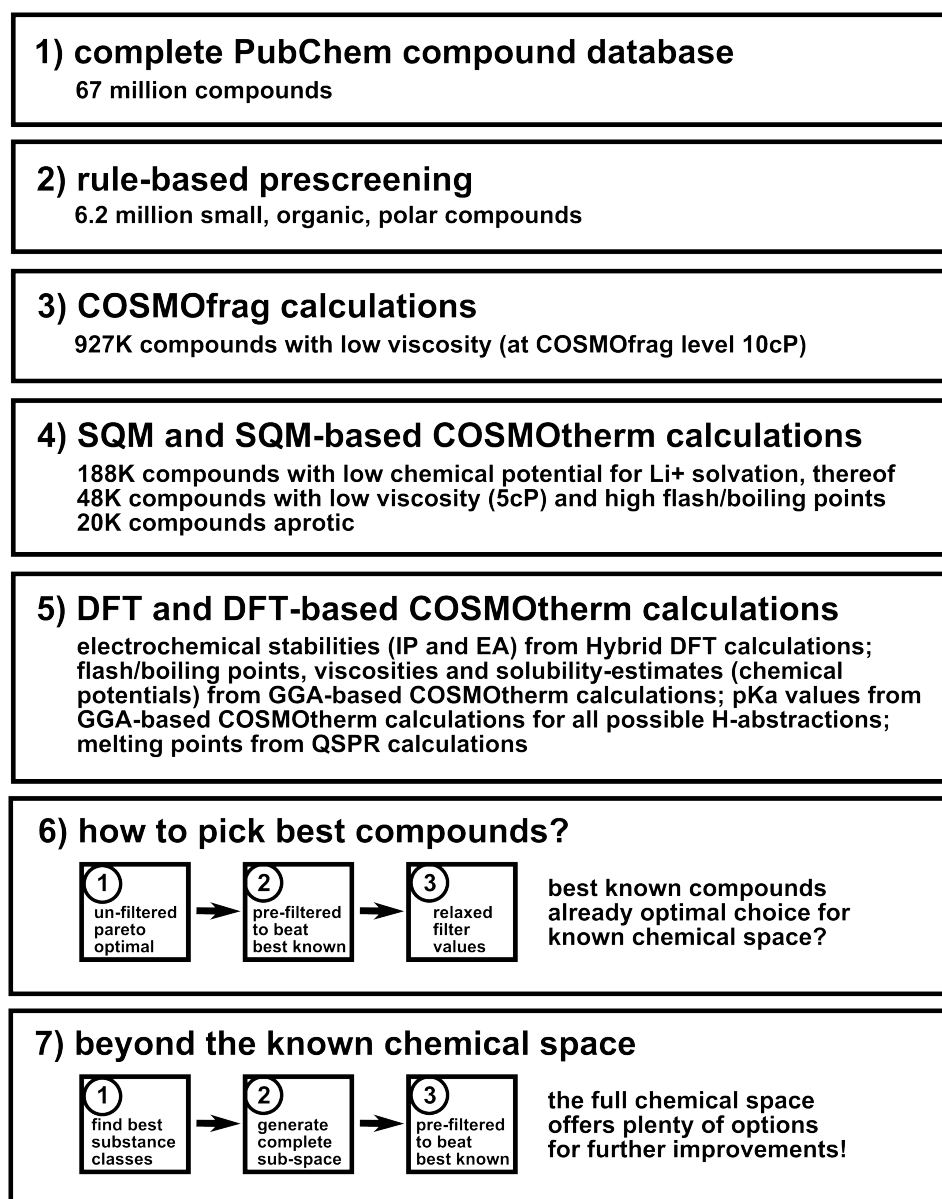 1) complete PubChem compound database
67 million compounds
2) rule-based prescreening
6.2 million small, organic, polar compounds
3) COSMOfrag calculations
927K compounds with low viscosity (at COSMOfrag level 10cP)
4) SQM and SQM-based COSMOtherm calculations
188K compounds with low chemical potential for Li+ solvation, thereof
48K compounds with low viscosity (5cP) and high flash/boiling points
20K compounds aprotic
5) DFT and DFT-based COSMOtherm calculations
electrochemical stabilities (IP and EA) from Hybrid DFT calculations;
flash/boiling points, viscosities and solubility-estimates (chemical
potentials) from GGA-based COSMOtherm calculations; pKa values from
GGA-based COSMOtherm calculations for all possible H-abstractions;
melting points from QSPR calculations
6) how to pick best compounds?
1
un-filtered
pareto
optimal
2
pre-filtered
to beat
best known
3
relaxed
filter
values
best known compounds
already optimal choice for
known chemical space?
7) beyond the known chemical space
1
find best
substance
classes
2
generate
complete
sub-space
3
pre-filtered
to beat
best known
the full chemical space
offers plenty of options
for further improvements!